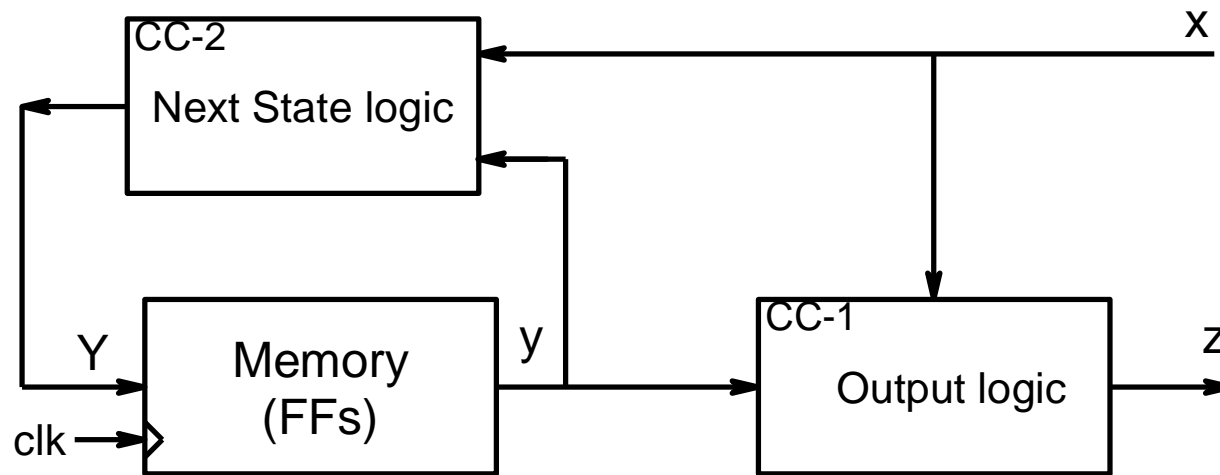 CC-2
x
Next State logic
Y
Memory
(FFs)
y
CC-1
Output logic
z
clk